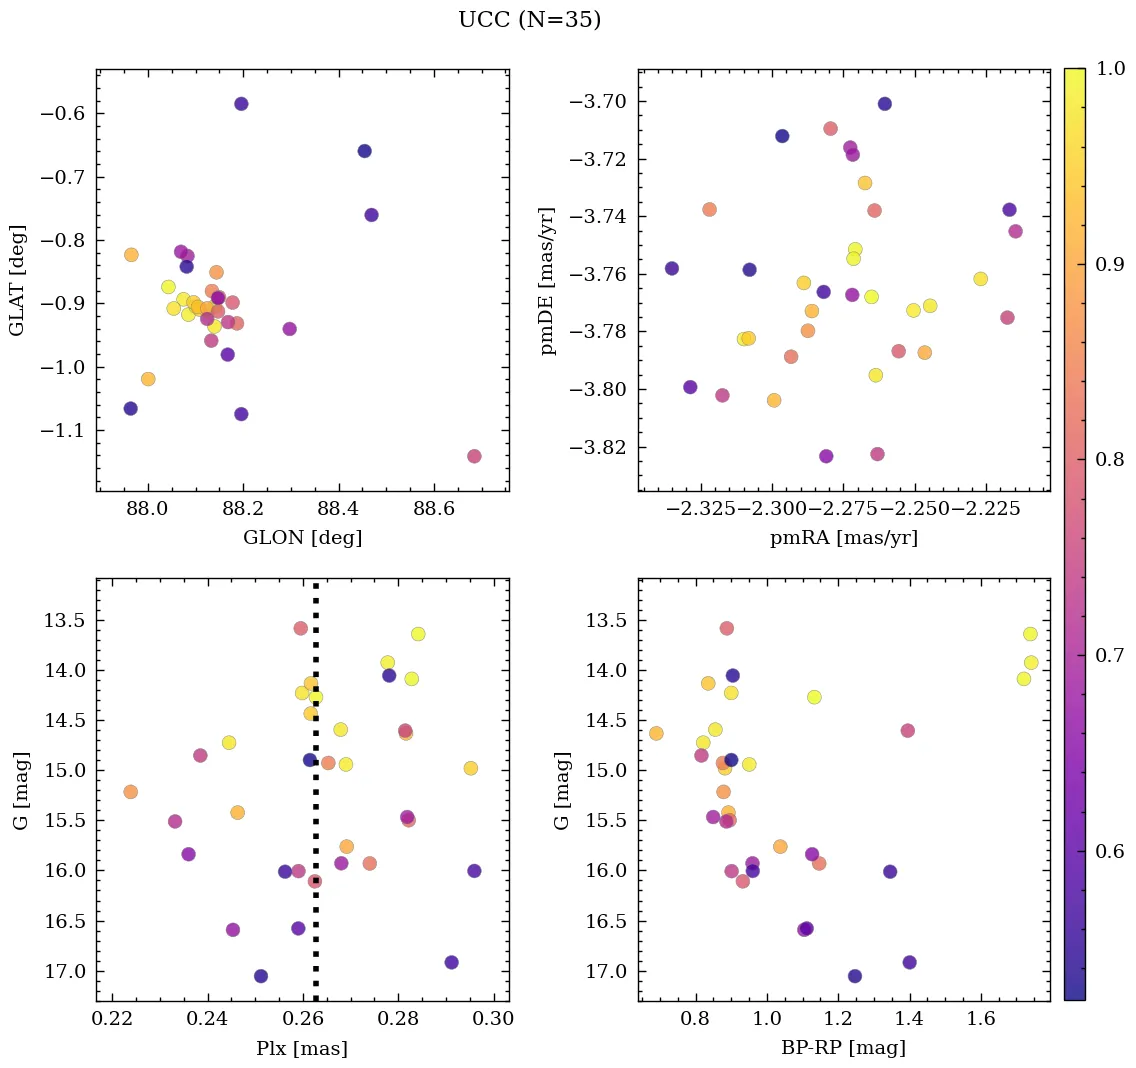 UCC (N=35)
−0.6
−0.7
−0.8
−0.9
−1.0
−1.1
GLAT [deg]
88.0 88.2 88.4 88.6
GLON [deg]
−3.70
−3.72
−3.74
−3.76
−3.78
−3.80
−3.82
pmDE [mas/yr]
−2.325 −2.300 −2.275 −2.250 −2.225
pmRA [mas/yr]
1.0
0.9
0.8
0.7
0.6
13.5
14.0
14.5
15.0
15.5
16.0
16.5
17.0
G [mag]
0.22 0.24 0.26 0.28 0.30
Plx [mas]
13.5
14.0
14.5
15.0
15.5
16.0
16.5
17.0
G [mag]
0.8 1.0 1.2 1.4 1.6
BP-RP [mag]